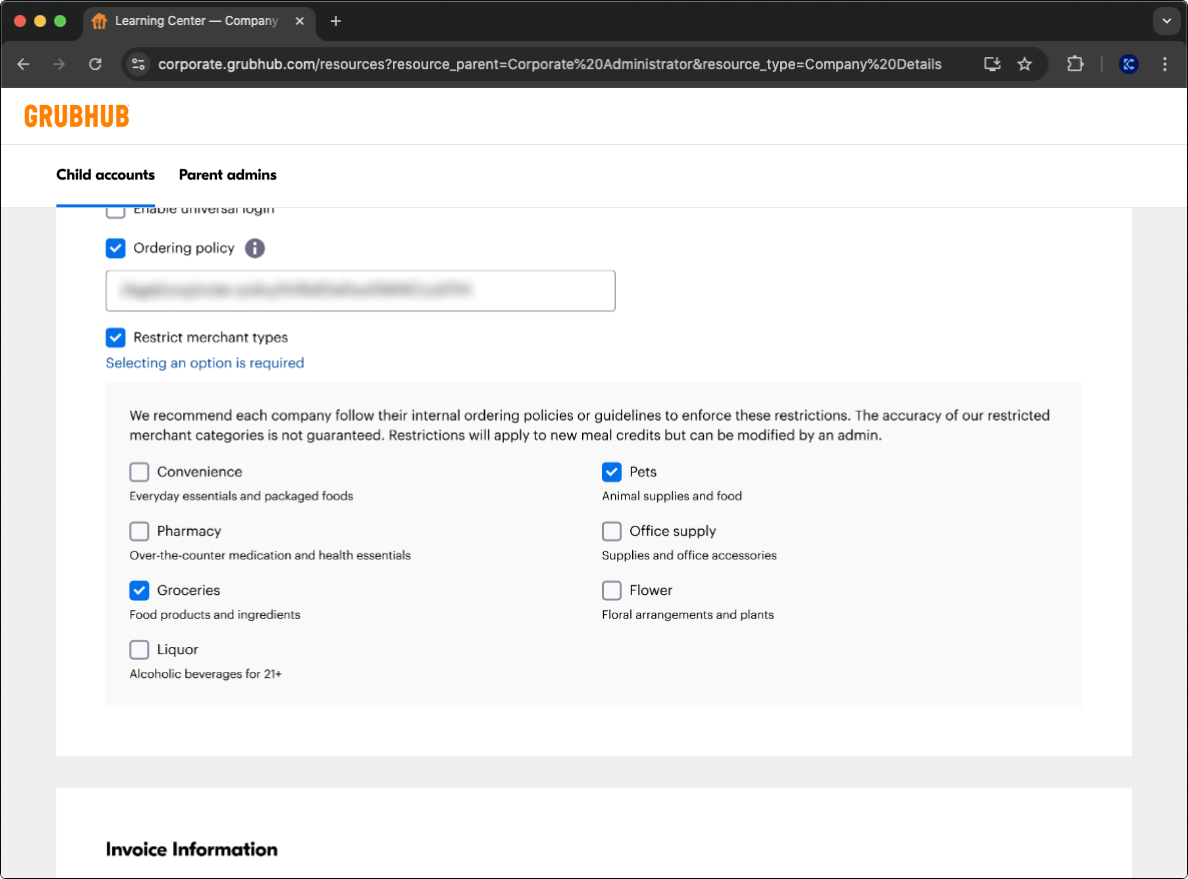 Learning Center — Company
corporate.grubhub.com/resources?resource_parent=Corporate%20Administrator&resource_type=Company%20Details
GRUBHUB
Child accounts
Parent admins
Enable universal login
Ordering policy
Restrict merchant types
Selecting an option is required
We recommend each company follow their internal ordering policies or guidelines to enforce these restrictions. The accuracy of our restricted
merchant categories is not guaranteed. Restrictions will apply to new meal credits but can be modified by an admin.
Convenience
Everyday essentials and packaged foods
Pets
Animal supplies and food
Pharmacy
Over-the-counter medication and health essentials
Office supply
Supplies and office accessories
Groceries
Food products and ingredients
Flower
Floral arrangements and plants
Liquor
Alcoholic beverages for 21+
Invoice Information